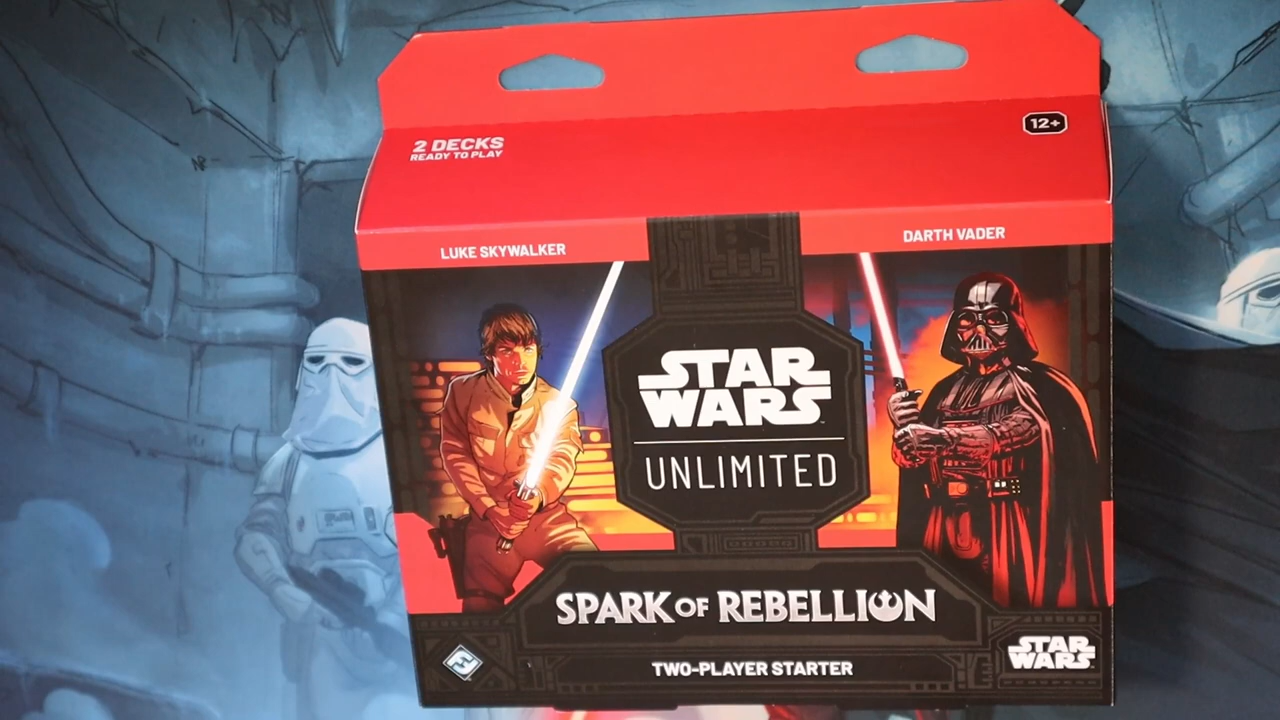 2 DECKS
READY TO PLAY
12+
LUKE SKYWALKER
DARTH VADER
STAR
WARS
UNLIMITED
SPARK OF REBELLION
TWO-PLAYER STARTER
STAR
WARS